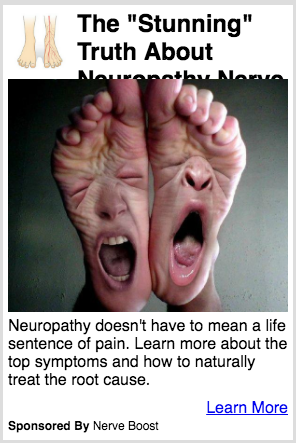 The "Stunning"
Truth About
Neuropathy Nerve
Neuropathy doesn't have to mean a life
sentence of pain. Learn more about the
top symptoms and how to naturally
treat the root cause.
Learn More
Sponsored By Nerve Boost